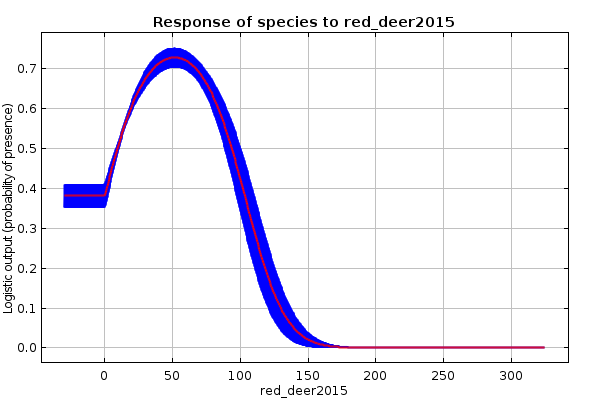 Response of species to red_deer2015
Logistic output (probability of presence)
0.7
0.6
0.5
0.4
0.3
0.2
0.1
0.0
0 50 100 150 200 250 300
red_deer2015